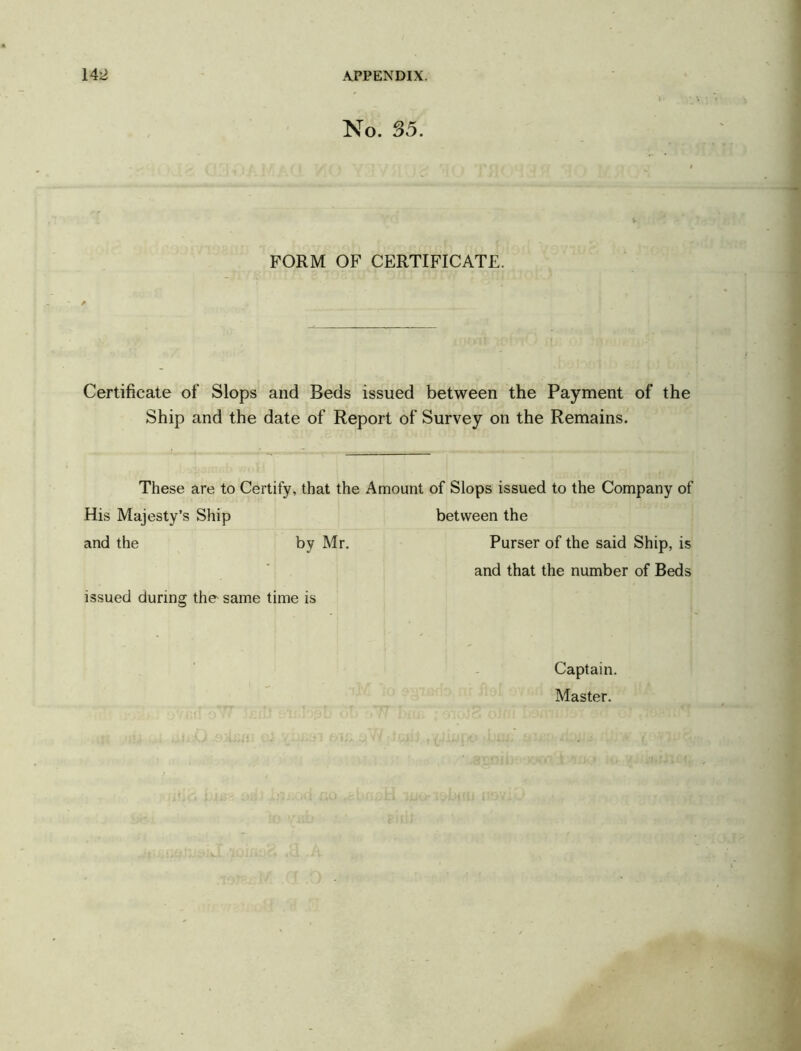 142 APPENDIX.
No. 35.
FORM OF CERTIFICATE.
Certificate of Slops and Beds issued between the Payment of the
Ship and the date of Report of Survey on the Remains.
These are to Certify, that the Amount of Slops issued to the Company of
His Majesty's Ship between the
and the by Mr. Purser of the said Ship, is
and that the number of Beds
issued during the same time is
Captain.
Master.